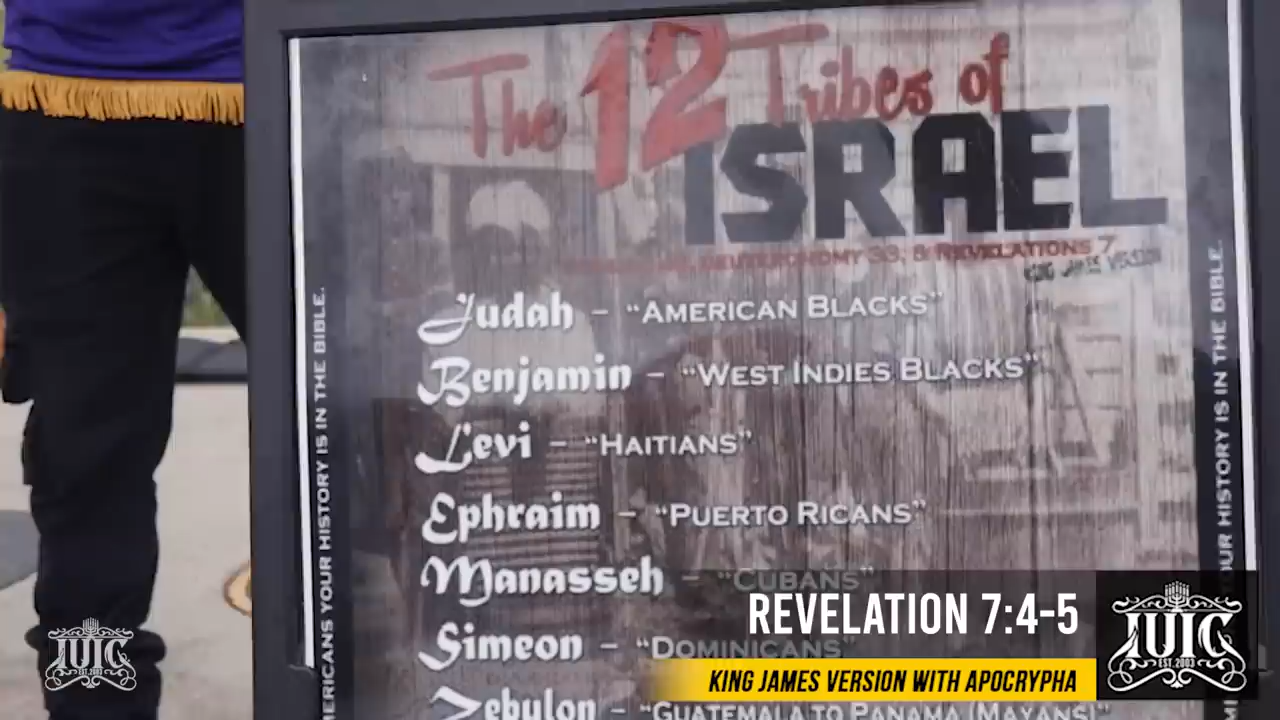 The 12 Tribes of
ISRAEL
DEUTERONOMY 33, & REVELATIONS 7
KING JAMES VERSION
Judah – “AMERICAN BLACKS”
Benjamin – “WEST INDIES BLACKS”
Levi – “HAITIANS”
Ephraim – “PUERTO RICANS”
Manasseh – “CUBANS”
Simeon – “DOMINICANS”
Zebulon – “GUATEMALA TO PANAMA (MAYANS)”
YOUR HISTORY IS IN THE BIBLE.
YOUR HISTORY IS IN THE BIBLE.
REVELATION 7:4-5
KING JAMES VERSION WITH APOCRYPHA
IUIC
EST.2003
IUIC
EST.2003